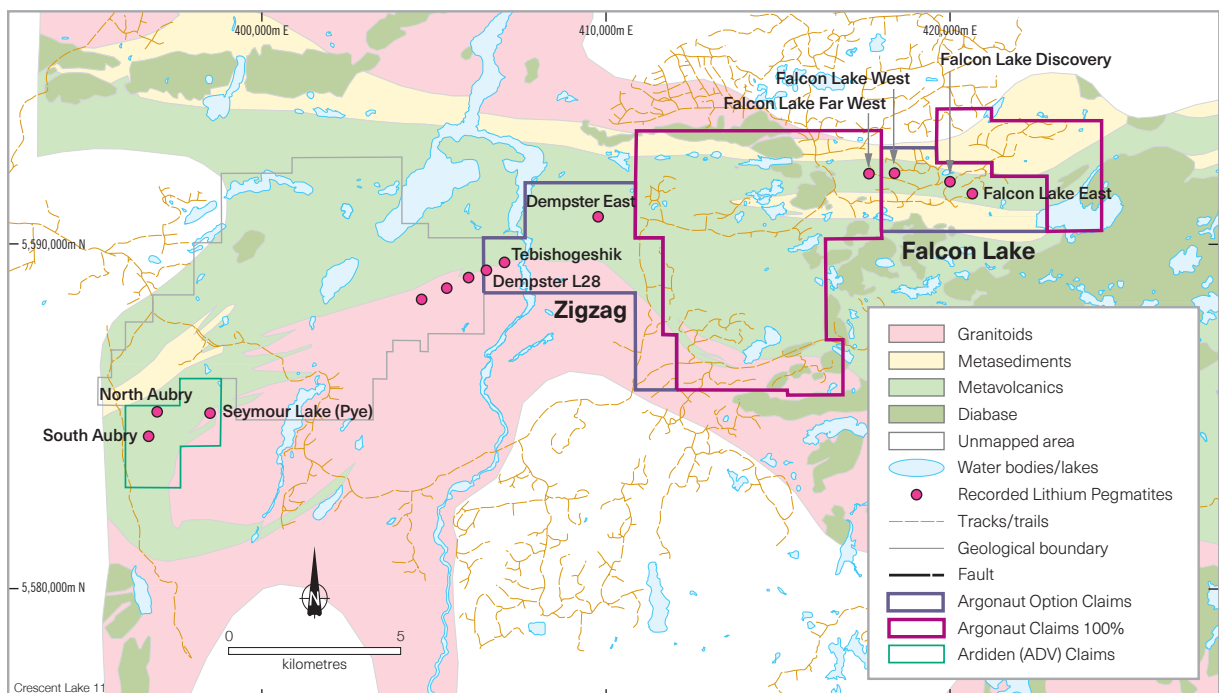 400,000m E
410,000m E
420,000m E
Falcon Lake Discovery
Falcon Lake West
Falcon Lake Far West
Falcon Lake East
Dempster East
5,590,000m N
Falcon Lake
Tebishogeshik
Dempster L28
Zigzag
North Aubry
Seymour Lake (Pye)
South Aubry
5,580,000m N
N
0 5
kilometres
Crescent Lake 11
Granitoids
Metasediments
Metavolcanics
Diabase
Unmapped area
Water bodies/lakes
Recorded Lithium Pegmatites
Tracks/trails
Geological boundary
Fault
Argonaut Option Claims
Argonaut Claims 100%
Ardiden (ADV) Claims